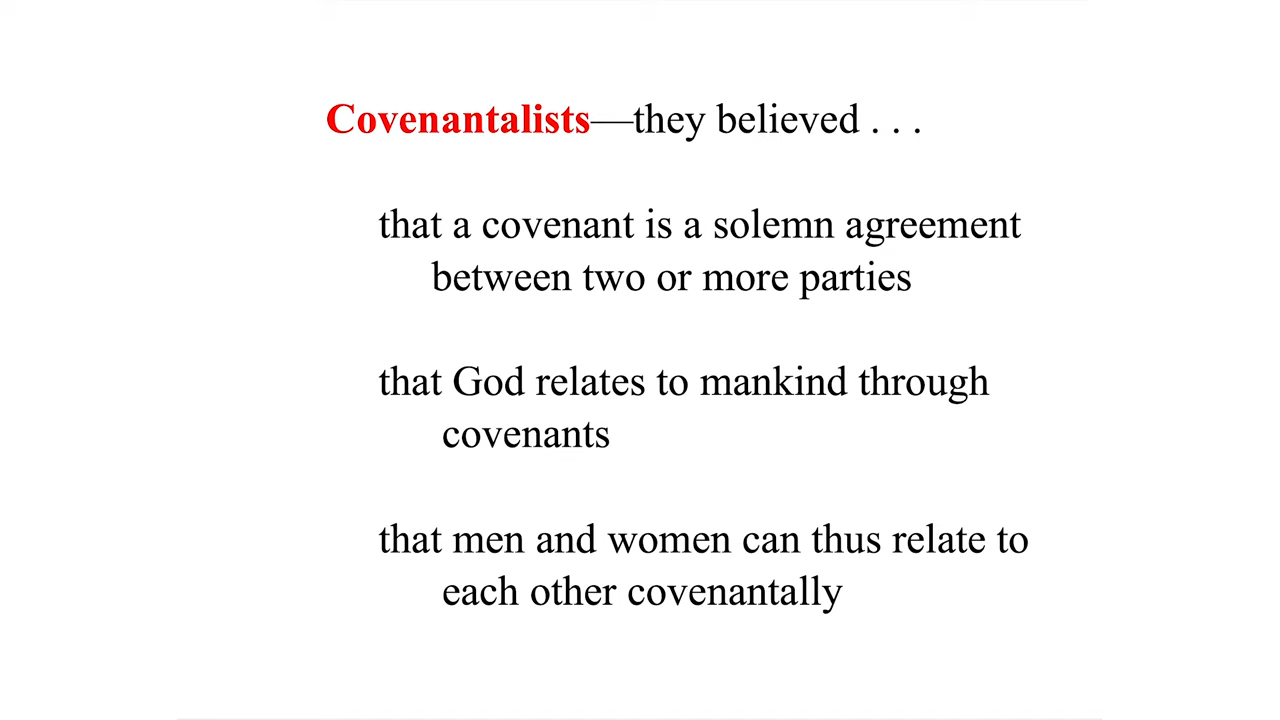 Covenantalists—they believed . . .
that a covenant is a solemn agreement
between two or more parties
that God relates to mankind through
covenants
that men and women can thus relate to
each other covenantally